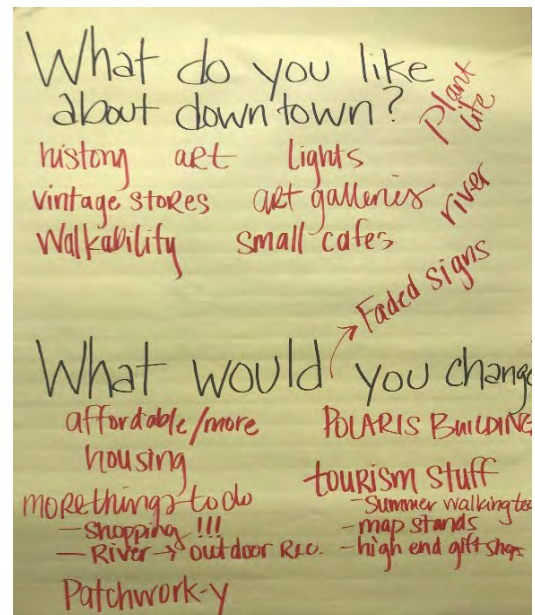 What do you like
about downtown?
Plant
life
history art Lights
vintage stores art galleries
river
Walkability small cafes
Faded signs
What would you change
affordable/more
housing
POLARIS BUILDING
more things to do
- Shopping !!!
- River → outdoor Rec.
tourism stuff
- Summer walking to
- map stands
- high end gift shops
Patchwork-y